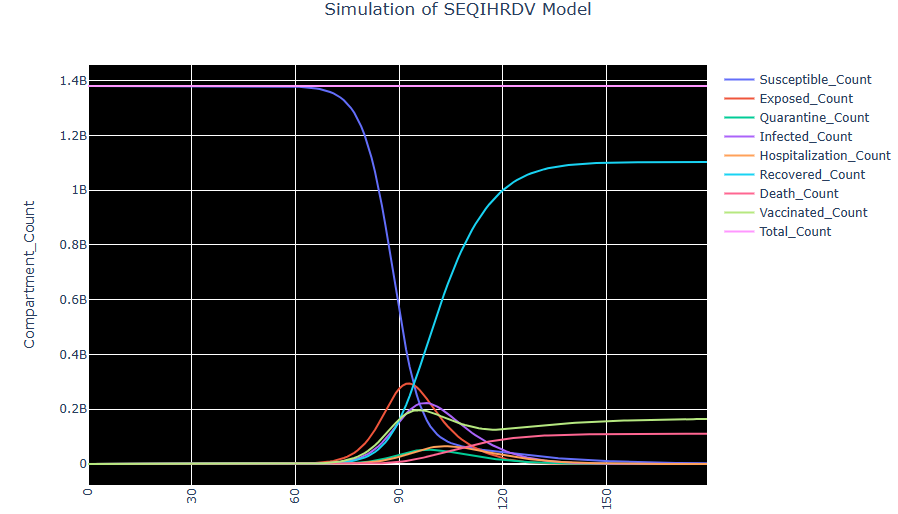 Simulation of SEQIHRDV Model
1.4B
1.2B
1B
0.8B
0.6B
0.4B
0.2B
0
Compartment_Count
0
30
60
90
120
150
Susceptible_Count
Exposed_Count
Quarantine_Count
Infected_Count
Hospitalization_Count
Recovered_Count
Death_Count
Vaccinated_Count
Total_Count